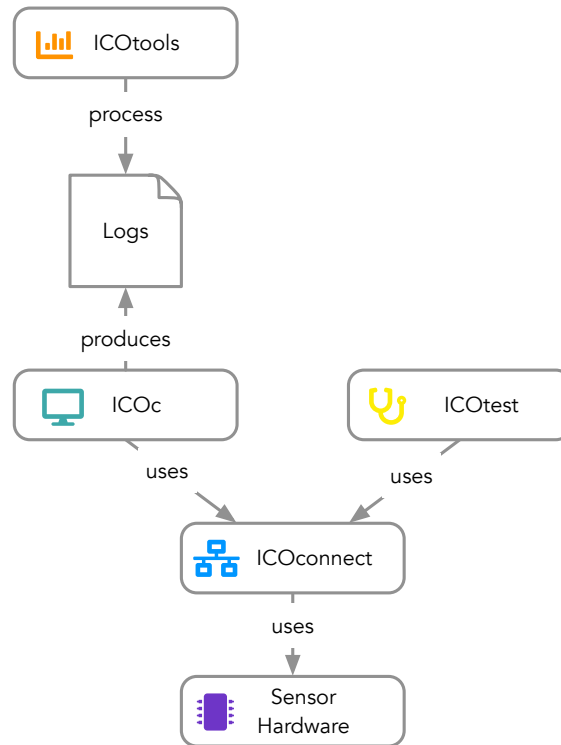 ICOtools
process
Logs
produces
ICOc
ICOtest
uses
uses
ICOconnect
uses
Sensor
Hardware